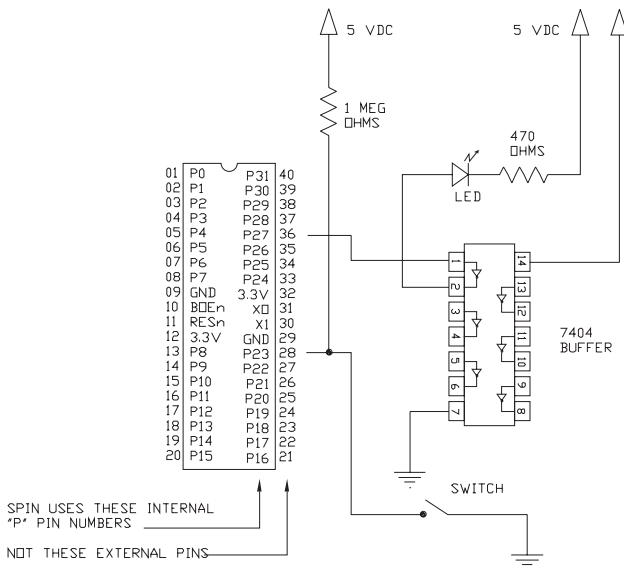 5 VDC
5 VDC
1 MEG
OHMS
470
OHMS
LED
01 P0 P31 40
02 P1 P30 39
03 P2 P29 38
04 P3 P28 37
05 P4 P27 36
06 P5 P26 35
07 P6 P25 34
08 P7 P24 33
09 GND 3.3V 32
10 BOEn XO 31
11 RESn X1 30
12 3.3V GND 29
13 P8 P23 28
14 P9 P22 27
15 P10 P21 26
16 P11 P20 25
17 P12 P19 24
18 P13 P18 23
19 P14 P17 22
20 P15 P16 21
1 14
2 13
3 12
4 11
5 10
6 9
7 8
7404
BUFFER
SWITCH
SPIN USES THESE INTERNAL
"P" PIN NUMBERS
NOT THESE EXTERNAL PINS